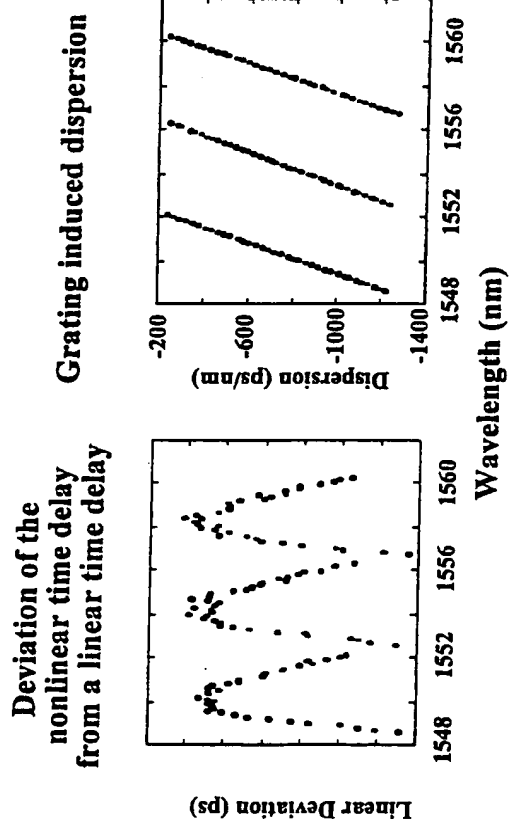 Deviation of the
nonlinear time delay
from a linear time delay
Linear Deviation (ps)
1548
1552
1556
1560
Grating induced dispersion
Dispersion (ps/nm)
-200
-600
-1000
-1400
1548
1552
1556
1560
Wavelength (nm)